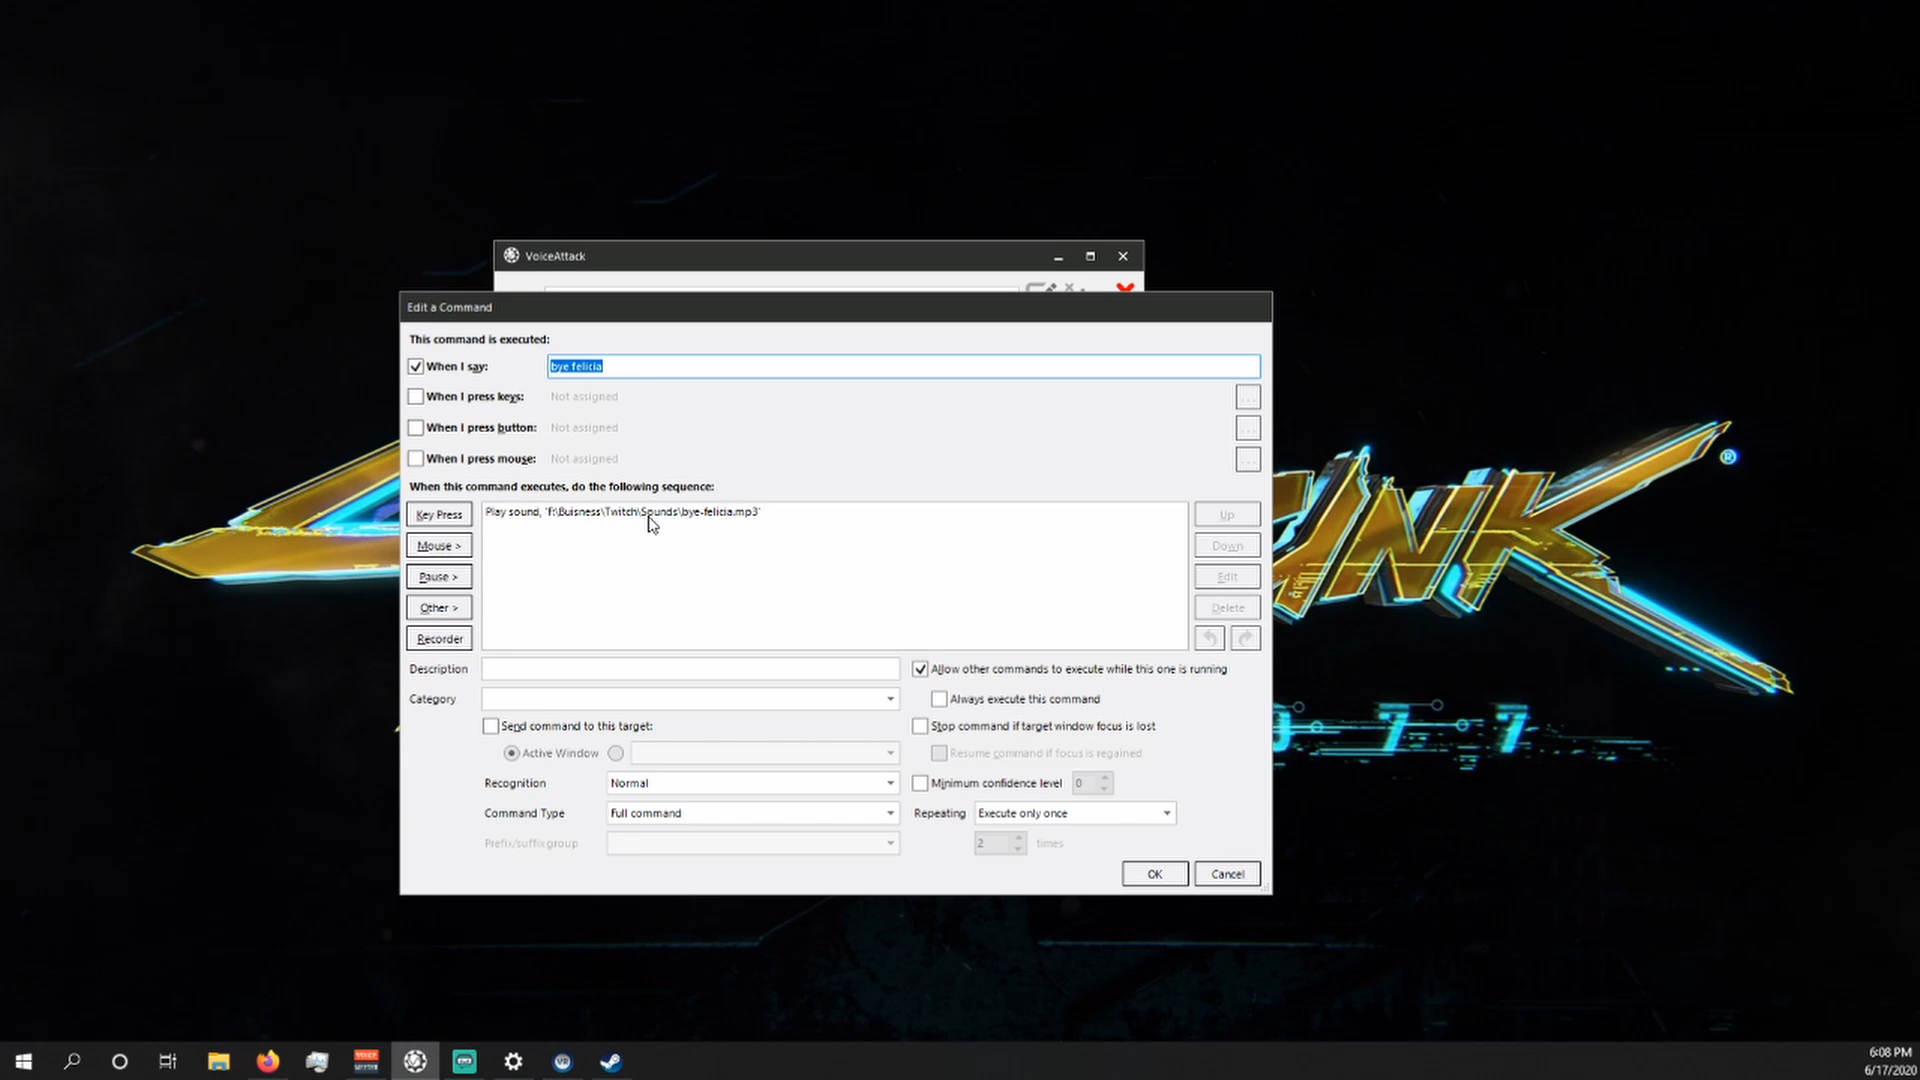 VoiceAttack
Edit a Command
This command is executed:
When I say: bye felicia
When I press keys: Not assigned ...
When I press button: Not assigned ...
When I press mouse: Not assigned ...
When this command executes, do the following sequence:
Key Press
Play sound, 'F:\Buisness\Twitch\Sounds\bye-felicia.mp3'
Up
Mouse >
Down
Pause >
Edit
Other >
Delete
Recorder
Description
Allow other commands to execute while this one is running
Category
Always execute this command
Send command to this target:
Stop command if target window focus is lost
Active Window
Resume command if focus is regained
Recognition Normal
Minimum confidence level 0
Command Type Full command
Repeating Execute only once
Prefix/suffix group
2 times
OK Cancel
®
77
VOICE
MEETER
VR
6:08 PM
6/17/2020